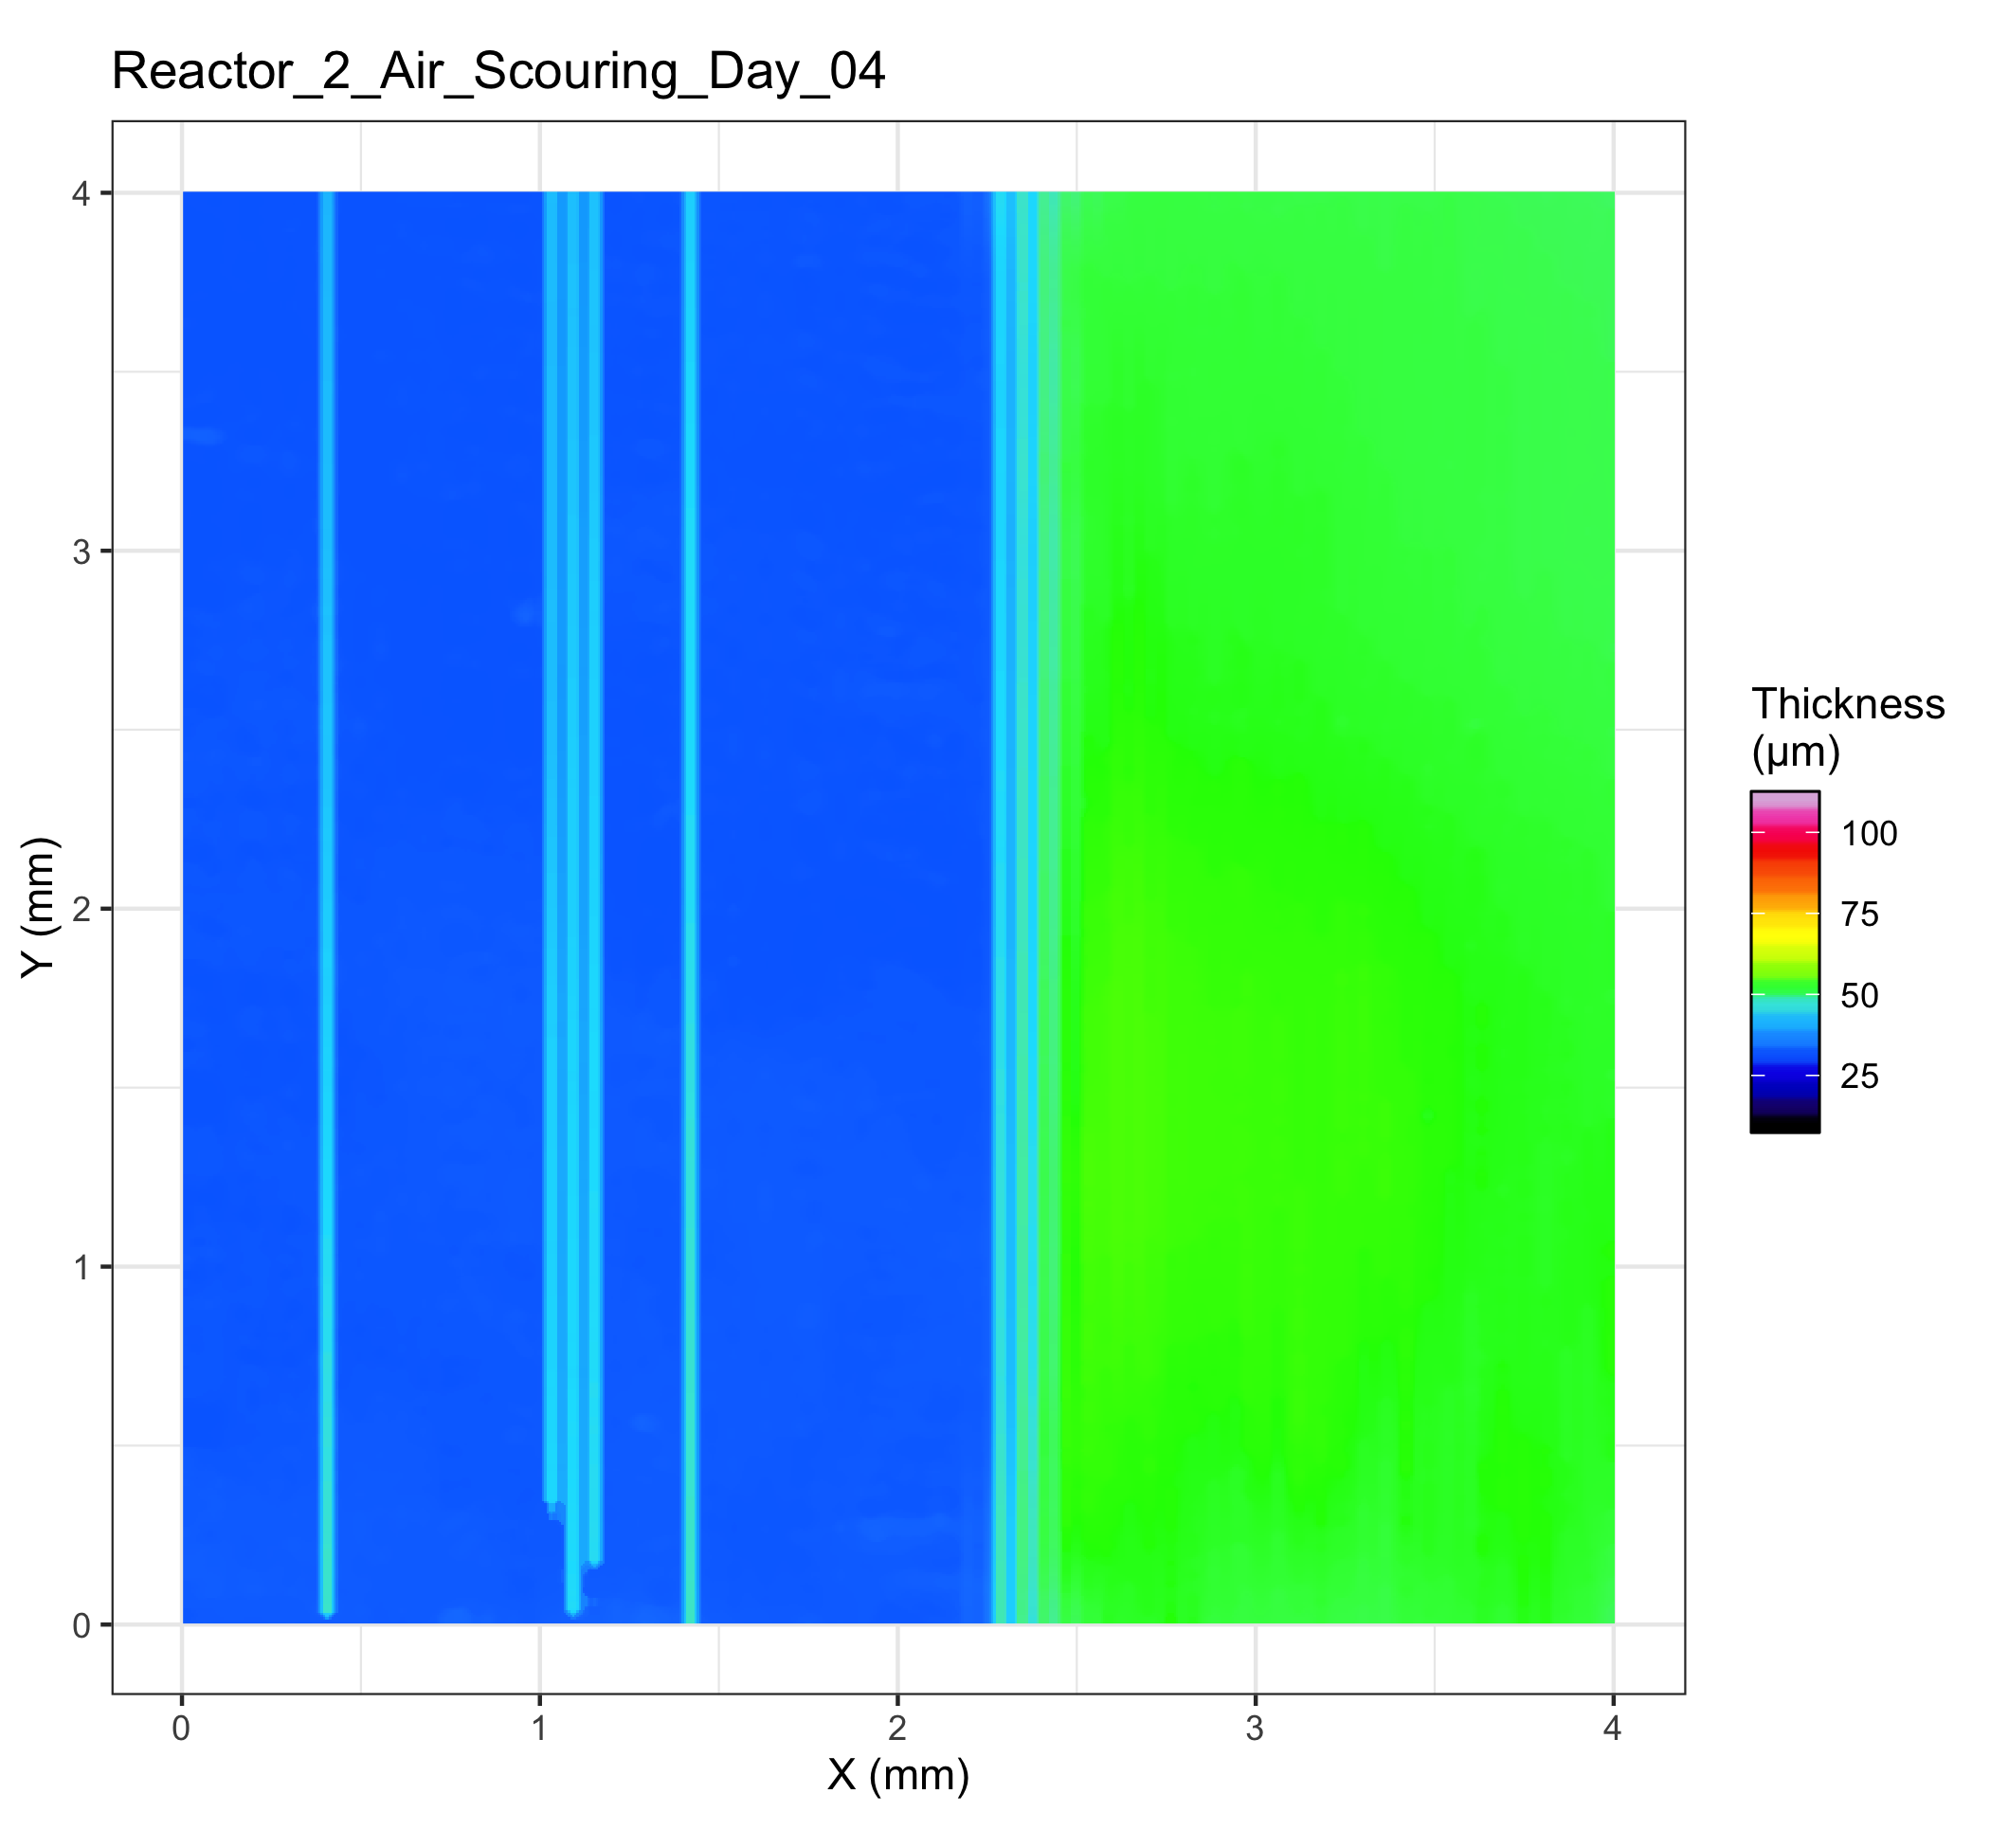 Reactor_2_Air_Scouring_Day_04
4
3
2
1
0
Y (mm)
0 1 2 3 4
X (mm)
Thickness
(µm)
100
75
50
25